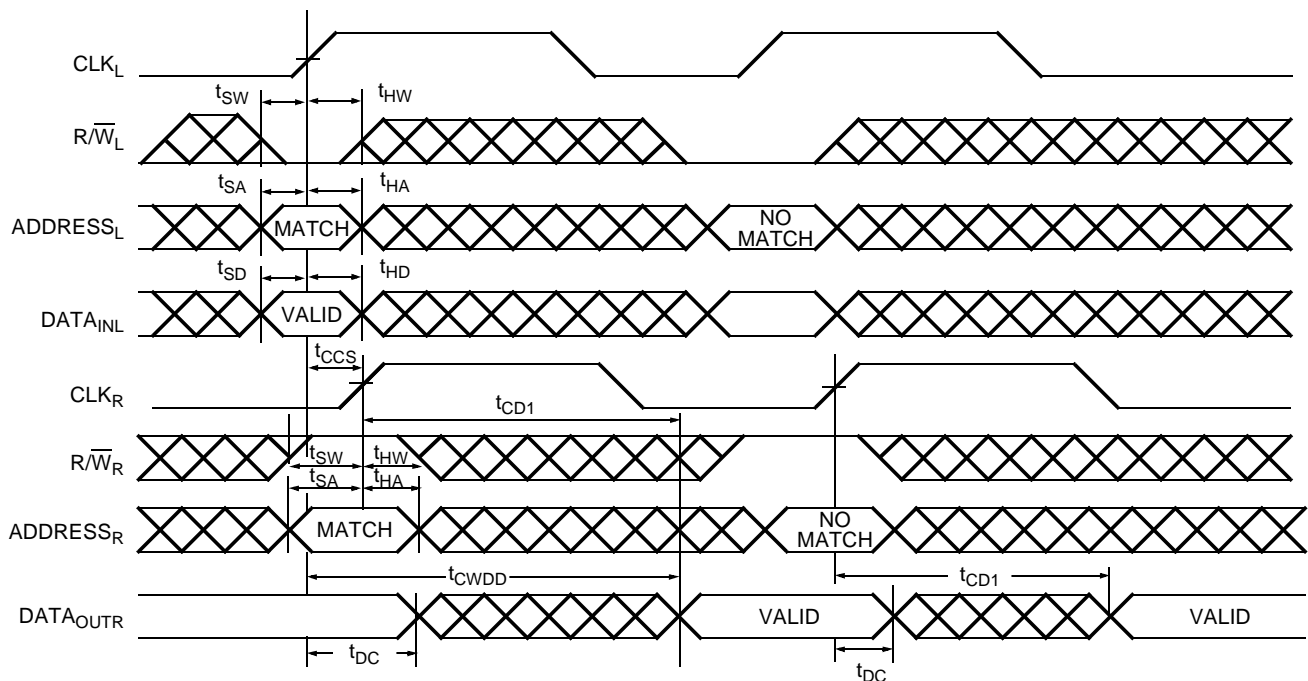 CLK_L
t_SW t_HW
R/W̅_L
t_SA t_HA
ADDRESS_L MATCH NO MATCH
t_SD t_HD
DATA_INL VALID
t_CCS
CLK_R
t_CD1
R/W̅_R t_SW t_HW
t_SA t_HA
ADDRESS_R MATCH NO MATCH
t_CWDD t_CD1
DATA_OUTR VALID VALID
t_DC t_DC